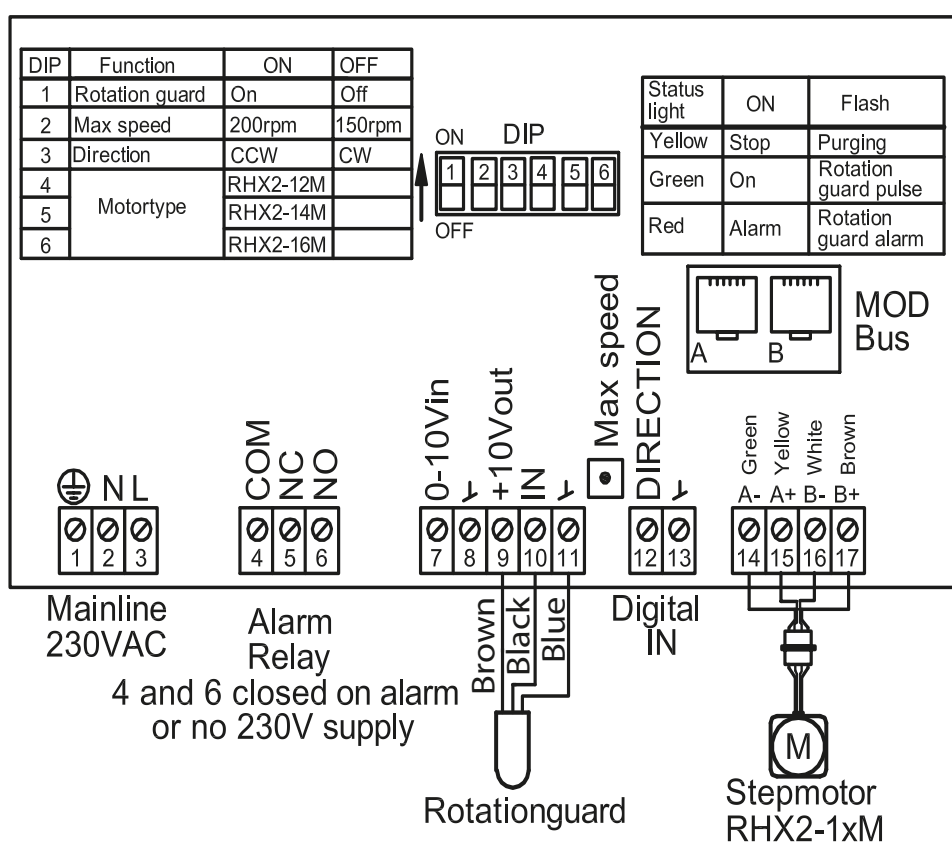 DIP Function ON OFF
1 Rotation guard On Off
2 Max speed 200rpm 150rpm
3 Direction CCW CW
4 RHX2-12M
5 Motortype RHX2-14M
6 RHX2-16M
ON DIP
1 2 3 4 5 6
OFF
Status light ON Flash
Yellow Stop Purging
Green On Rotation guard pulse
Red Alarm Rotation guard alarm
A B
MOD
Bus
N L
1 2 3
Mainline
230VAC
COM
NC
NO
4 5 6
Alarm
Relay
4 and 6 closed on alarm
or no 230V supply
0-10Vin
+10Vout
IN
7 8 9 10 11
Brown
Black
Blue
Rotationguard
Max speed
DIRECTION
12 13
Digital
IN
Green
Yellow
White
Brown
A- A+ B- B+
14 15 16 17
M
Stepmotor
RHX2-1xM